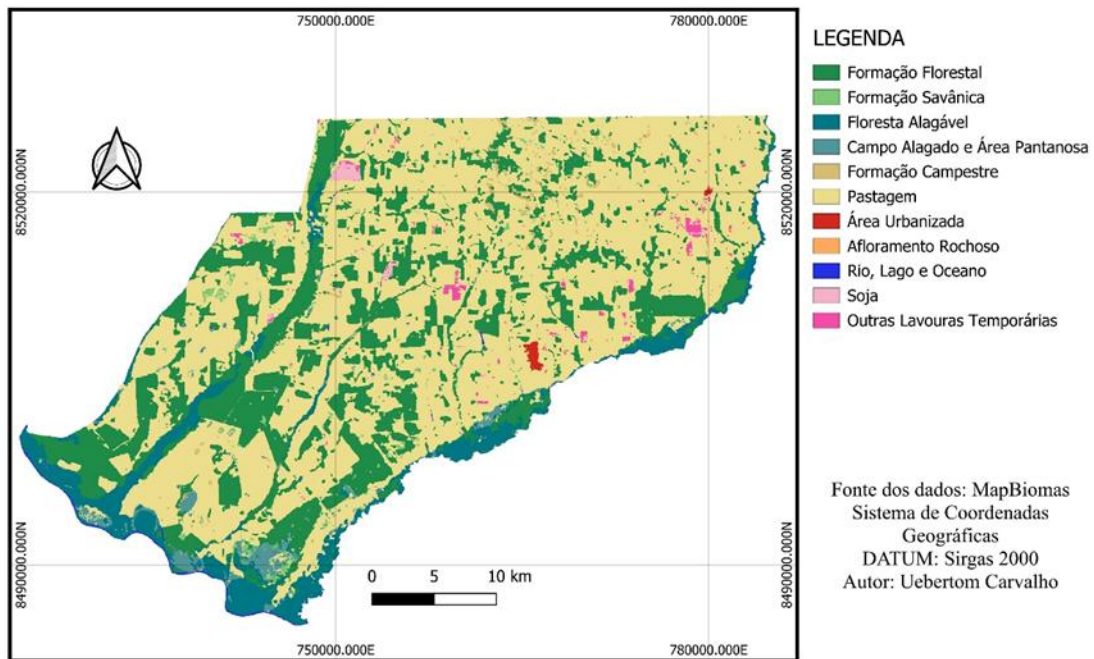 750000.000E
780000.000E
8520000.000N
8520000.000N
8490000.000N
8490000.000N
0 5 10 km
750000.000E
780000.000E
LEGENDA
Formação Florestal
Formação Savânica
Floresta Alagável
Campo Alagado e Área Pantanosa
Formação Campestre
Pastagem
Área Urbanizada
Afloramento Rochoso
Rio, Lago e Oceano
Soja
Outras Lavouras Temporárias
Fonte dos dados: MapBiomas
Sistema de Coordenadas
Geográficas
DATUM: Sirgas 2000
Autor: Uebertom Carvalho